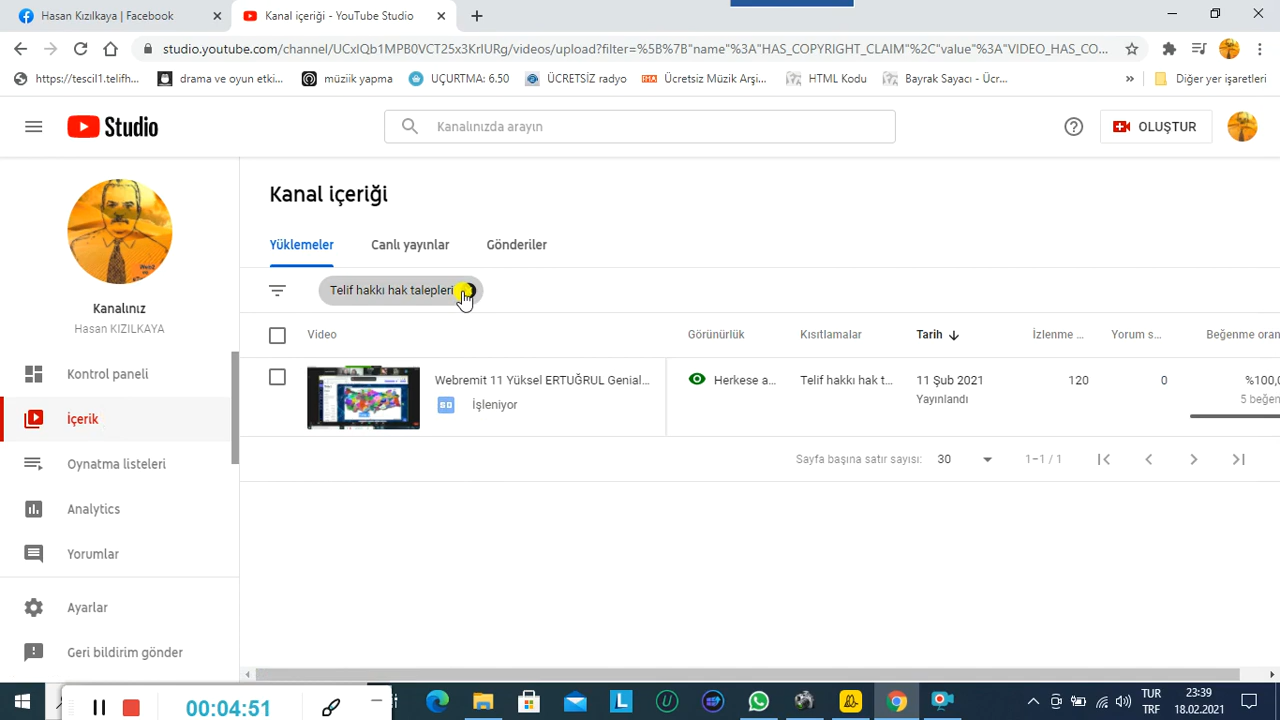 Hasan Kızılkaya | Facebook
Kanal içeriği - YouTube Studio
studio.youtube.com/channel/UCxIQb1MPB0VCT25x3KrIURg/videos/upload?filter=%5B%7B"name"%3A"HAS_COPYRIGHT_CLAIM"%2C"value"%3A"VIDEO_HAS_CO...
https://tescil1.telifh...
drama ve oyun etki...
müziik yapma
UÇURTMA: 6.50
ÜCRETSİZ radyo
Ücretsiz Müzik Arşi...
HTML Kodu
Bayrak Sayacı - Ücr...
»
Diğer yer işaretleri
Studio
Kanalınızda arayın
OLUŞTUR
Kanalınız
Hasan KIZILKAYA
Kontrol paneli
İçerik
Oynatma listeleri
Analytics
Yorumlar
Ayarlar
Geri bildirim gönder
Kanal içeriği
Yüklemeler
Canlı yayınlar
Gönderiler
Telif hakkı hak talepleri
Video
Görünürlük
Kısıtlamalar
Tarih
İzlenme ...
Yorum s...
Beğenme oran
Webremit 11 Yüksel ERTUĞRUL Genial...
SD
İşleniyor
Herkese a...
Telif hakkı hak t...
11 Şub 2021
Yayınlandı
120
0
%100,0
5 beğen
Sayfa başına satır sayısı:
30
1–1 / 1
00:04:51
TUR
TRF
23:39
18.02.2021